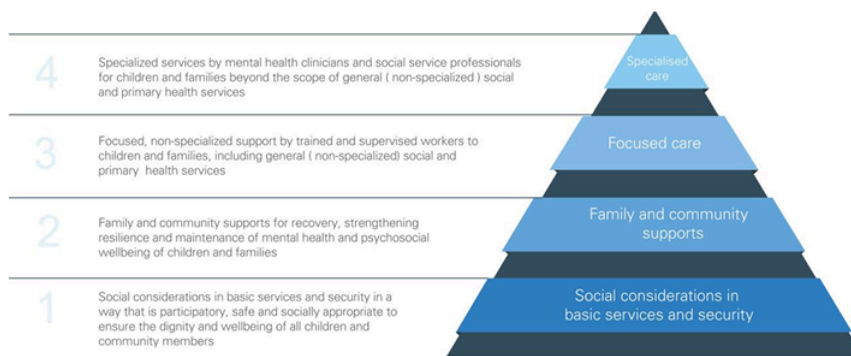 4
Specialized services by mental health clinicians and social service professionals
for children and families beyond the scope of general ( non-specialized ) social
and primary health services
Specialised
care
3
Focused, non-specialized support by trained and supervised workers to
children and families, including general ( non-specialized) social and
primary health services
Focused care
2
Family and community supports for recovery, strengthening
resilience and maintenance of mental health and psychosocial
wellbeing of children and families
Family and community
supports
1
Social considerations in basic services and security in a
way that is participatory, safe and socially appropriate to
ensure the dignity and wellbeing of all children and
community members
Social considerations in
basic services and security